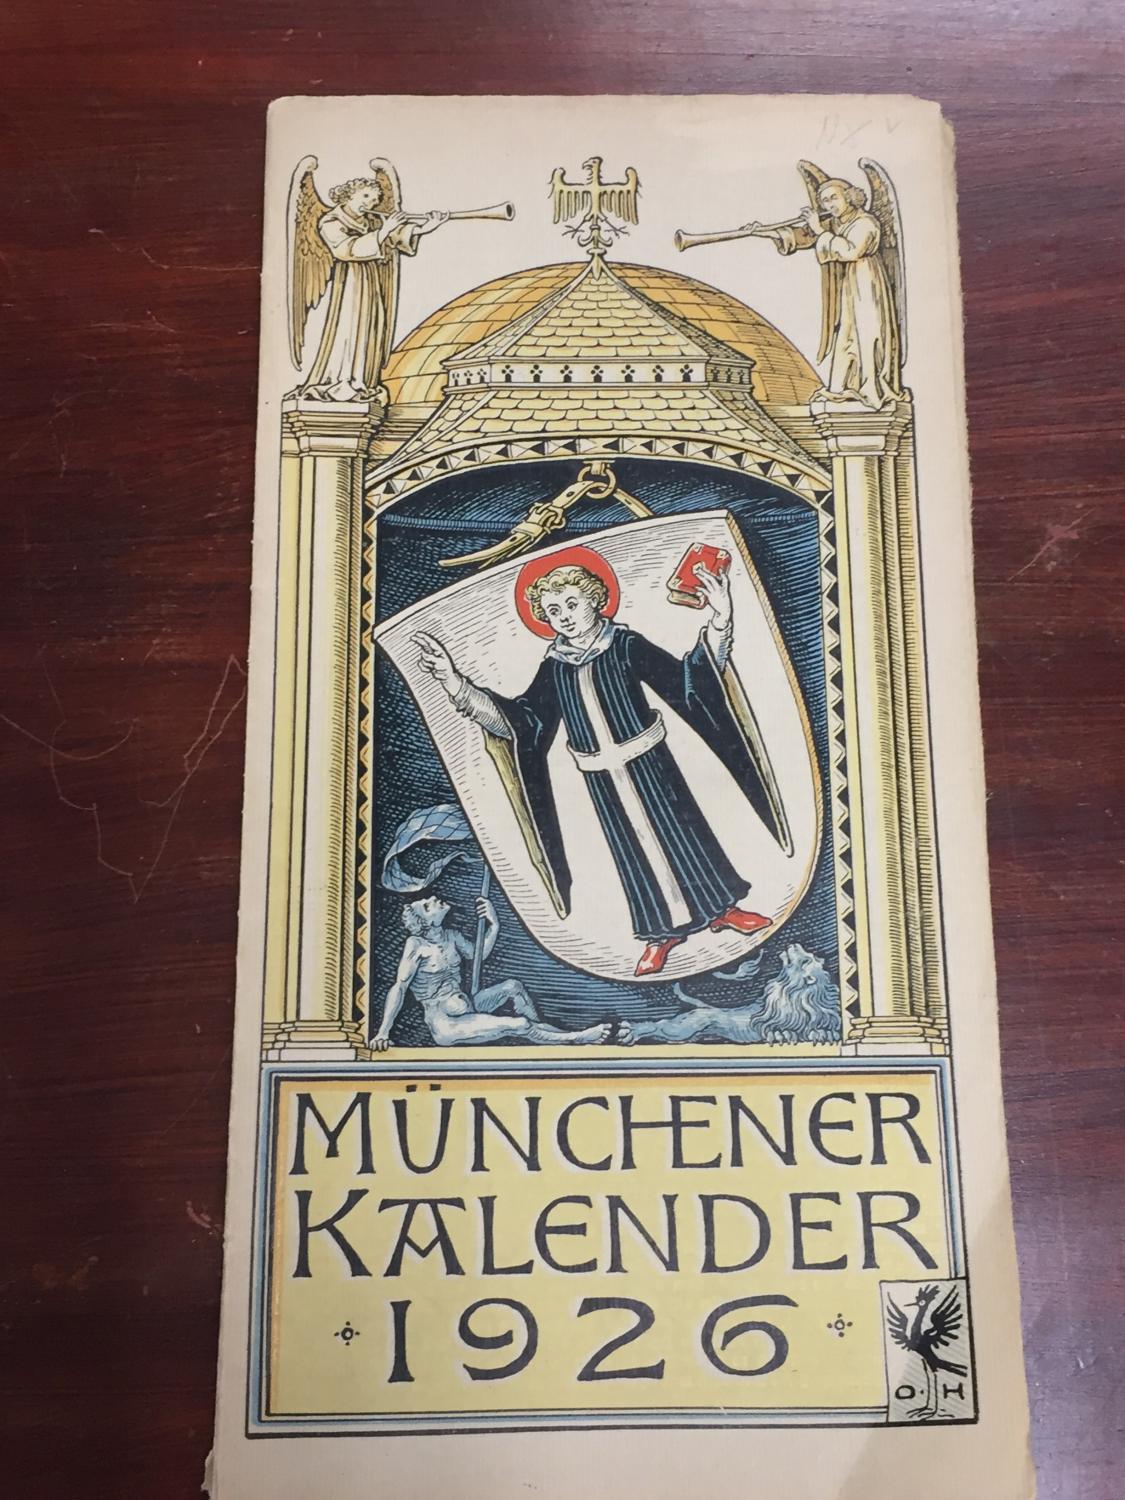 MÜNCHENER
KALENDER
1926
O. H